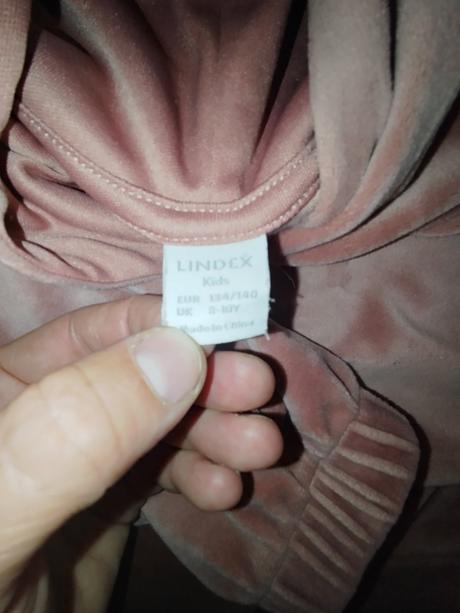 LINDEX
Kids
EUR 134/140
UK 8-10Y
Made in China